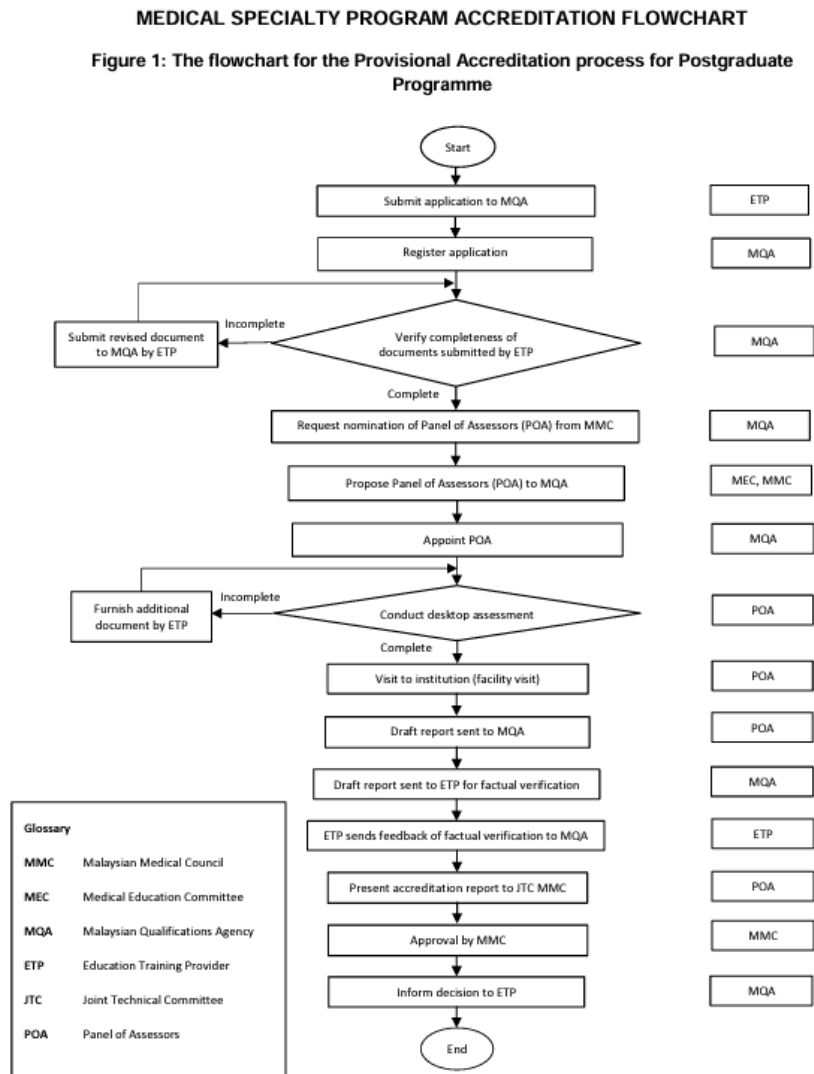 MEDICAL SPECIALTY PROGRAM ACCREDITATION FLOWCHART
Figure 1: The flowchart for the Provisional Accreditation process for Postgraduate
Programme
Start
Submit application to MQA
ETP
Register application
MQA
Submit revised document
to MQA by ETP
Incomplete
Verify completeness of
documents submitted by ETP
MQA
Complete
Request nomination of Panel of Assessors (POA) from MMC
MQA
Propose Panel of Assessors (POA) to MQA
MEC, MMC
Appoint POA
MQA
Furnish additional
document by ETP
Incomplete
Conduct desktop assessment
POA
Complete
Visit to institution (facility visit)
POA
Draft report sent to MQA
POA
Draft report sent to ETP for factual verification
MQA
ETP sends feedback of factual verification to MQA
ETP
Present accreditation report to JTC MMC
POA
Approval by MMC
MMC
Inform decision to ETP
MQA
End
Glossary
MMC Malaysian Medical Council
MEC Medical Education Committee
MQA Malaysian Qualifications Agency
ETP Education Training Provider
JTC Joint Technical Committee
POA Panel of Assessors